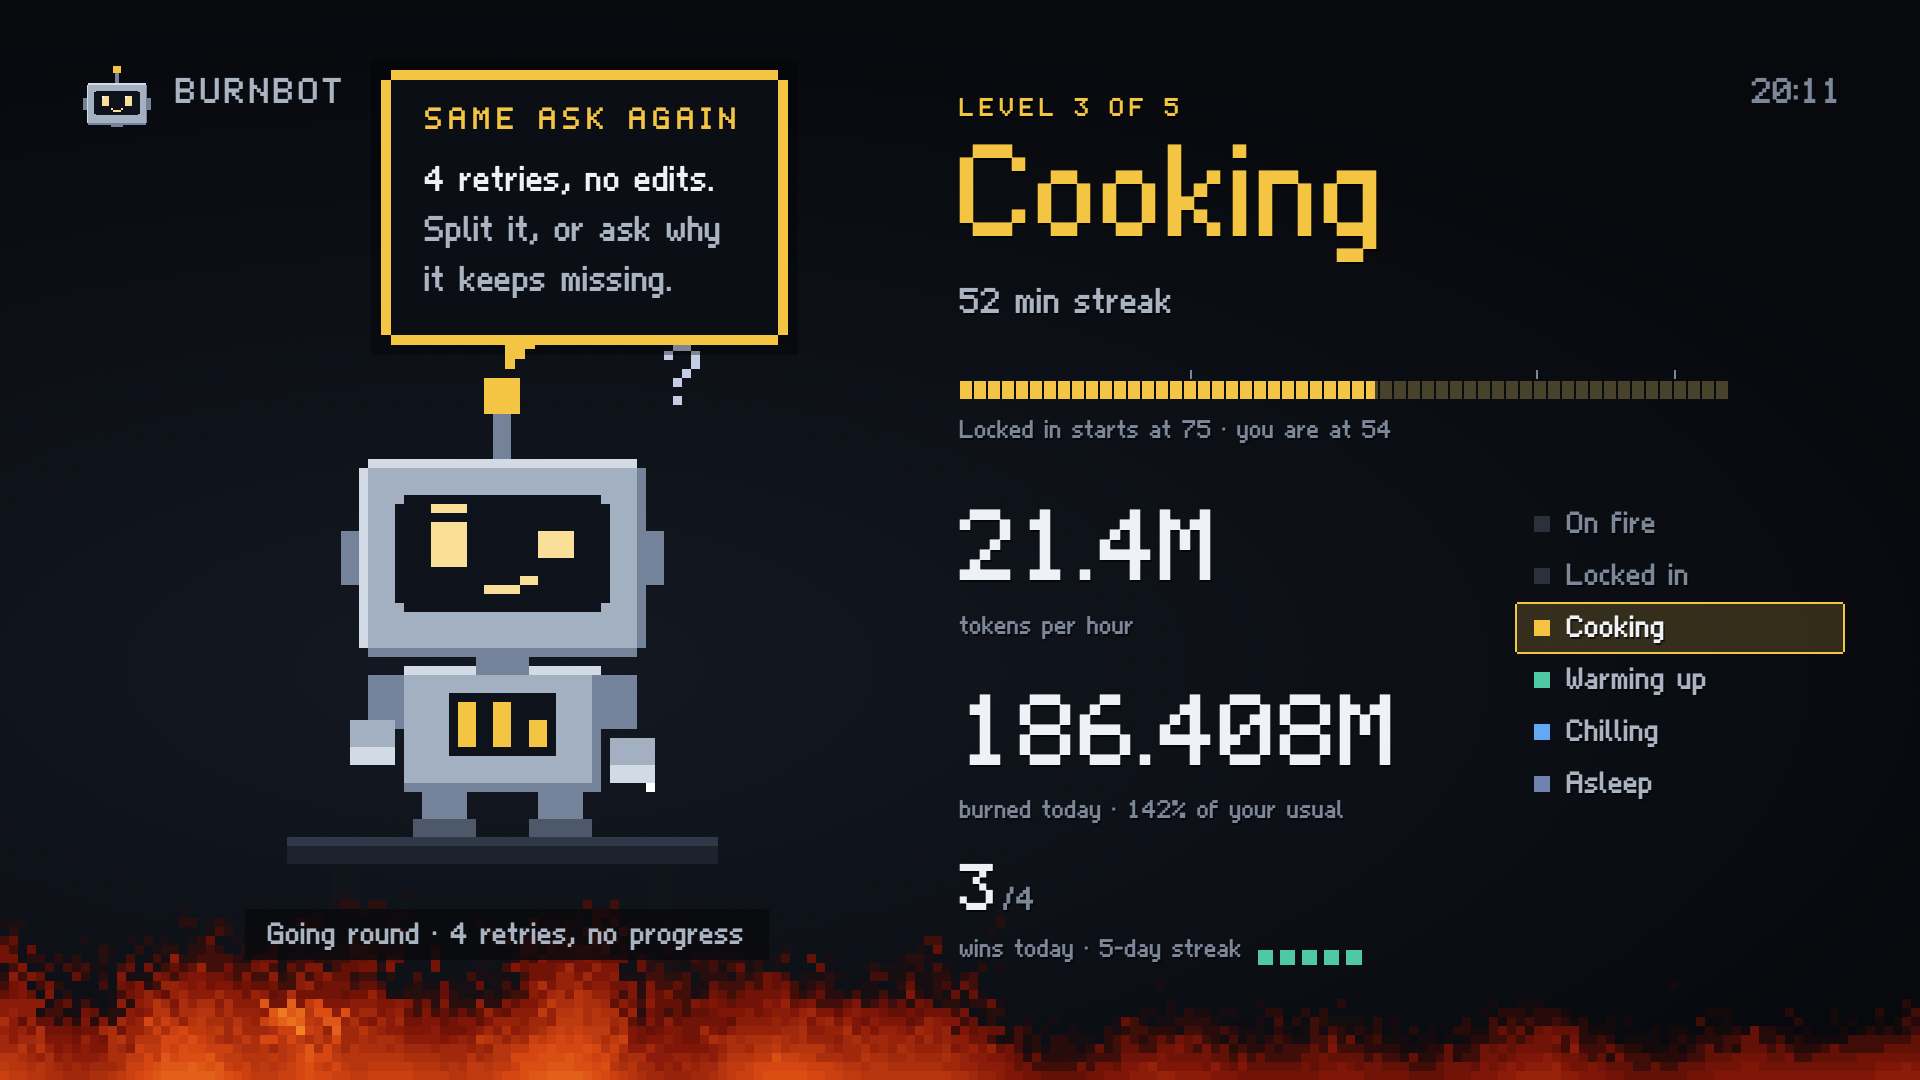 BURNBOT
SAME ASK AGAIN
4 retries, no edits.
Split it, or ask why
it keeps missing.
?
Going round · 4 retries, no progress
20:11
LEVEL 3 OF 5
Cooking
52 min streak
Locked in starts at 75 · you are at 54
21.4M
tokens per hour
186.408M
burned today · 142% of your usual
3/4
wins today · 5-day streak
On fire
Locked in
Cooking
Warming up
Chilling
Asleep